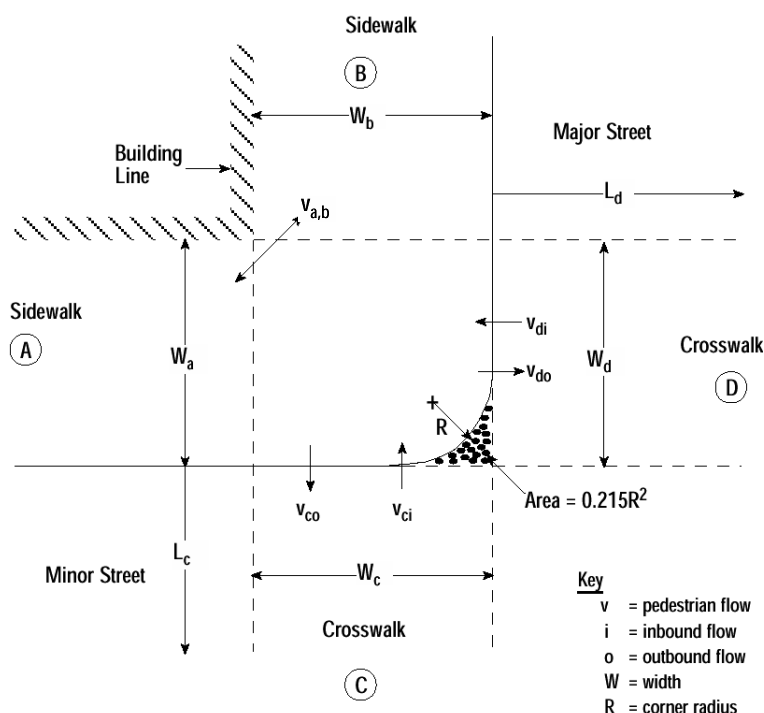 Sidewalk
B
W_b
Major Street
Building
Line
L_d
v_a,b
Sidewalk
A
W_a
v_di
W_d
v_do
Crosswalk
D
R
v_co
v_ci
Area = 0.215R²
L_c
Minor Street
W_c
Crosswalk
C
Key
v = pedestrian flow
i = inbound flow
o = outbound flow
W = width
R = corner radius